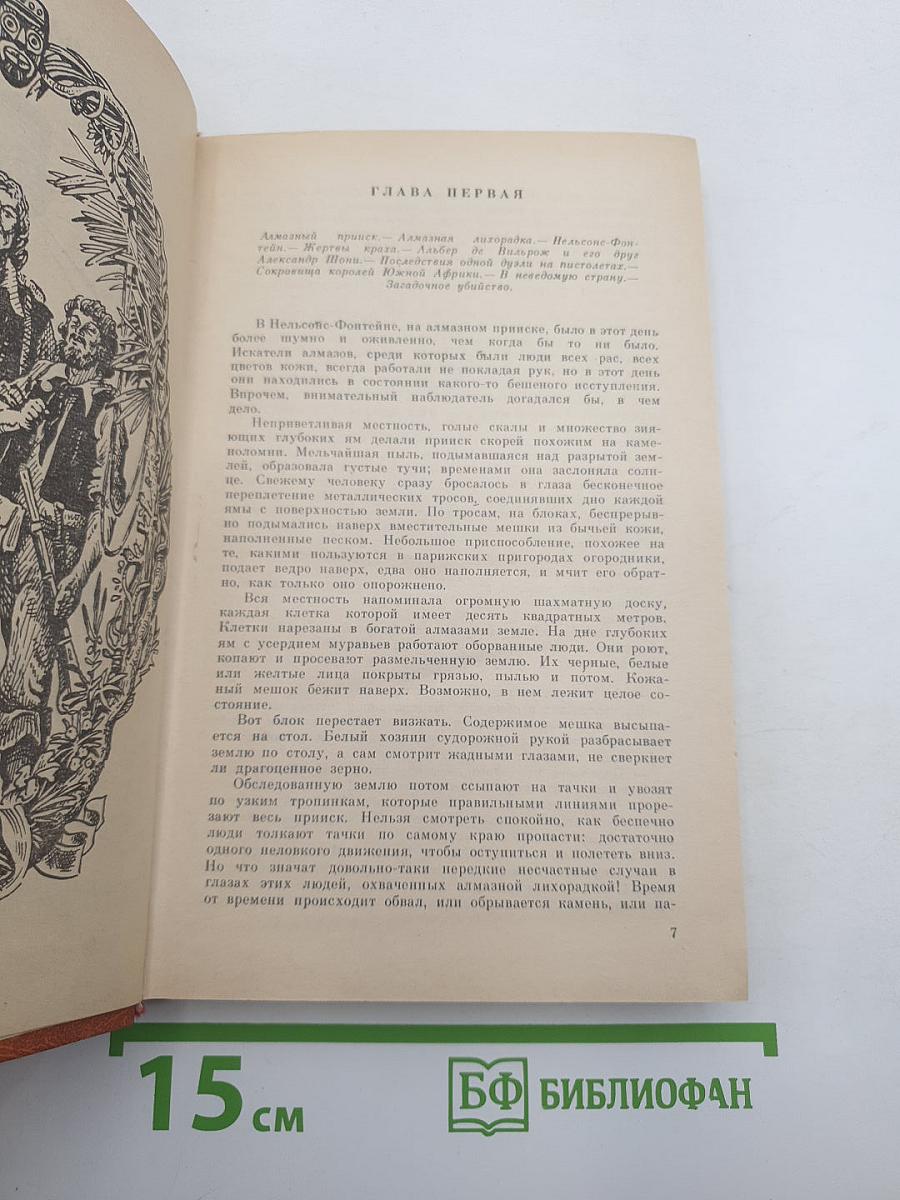 ГЛАВА ПЕРВАЯ
Алмазный прииск.— Алмазная лихорадка.— Нельсонс-Фон-
тейн.— Жертвы краха.— Альбер де Вильрож и его друг
Александр Шони.— Последствия одной дуэли на пистолетах.—
Сокровища королей Южной Африки.— В неведомую страну.—
Загадочное убийство.
В Нельсонс-Фонтейне, на алмазном прииске, было в этот день
более шумно и оживленно, чем когда бы то ни было.
Искатели алмазов, среди которых были люди всех рас, всех
цветов кожи, всегда работали не покладая рук, но в этот день
они находились в состоянии какого-то бешеного исступления.
Впрочем, внимательный наблюдатель догадался бы, в чем
дело.
Неприветливая местность, голые скалы и множество зия-
ющих глубоких ям делали прииск скорей похожим на каме-
ноломни. Мельчайшая пыль, подымавшаяся над разрытой зем-
лей, образовала густые тучи; временами она заслоняла солн-
це. Свежему человеку сразу бросалось в глаза бесконечное
переплетение металлических тросов, соединявших дно каждой
ямы с поверхностью земли. По тросам, на блоках, беспрерыв-
но подымались наверх вместительные мешки из бычьей кожи,
наполненные песком. Небольшое приспособление, похожее на
те, какими пользуются в парижских пригородах огородники,
подает ведро наверх, едва оно наполняется, и мчит его обрат-
но, как только оно опорожнено.
Вся местность напоминала огромную шахматную доску,
каждая клетка которой имеет десять квадратных метров.
Клетки нарезаны в богатой алмазами земле. На дне глубоких
ям с усердием муравьев работают оборванные люди. Они роют,
копают и просевают размельченную землю. Их черные, белые
или желтые лица покрыты грязью, пылью и потом. Кожа-
ный мешок бежит наверх. Возможно, в нем лежит целое со-
стояние.
Вот блок перестает визжать. Содержимое мешка высыпа-
ется на стол. Белый хозяин судорожной рукой разбрасывает
землю по столу, а сам смотрит жадными глазами, не сверкнет
ли драгоценное зерно.
Обследованную землю потом ссыпают на тачки и увозят
по узким тропинкам, которые правильными линиями проре-
зают весь прииск. Нельзя смотреть спокойно, как беспечно
люди толкают тачки по самому краю пропасти: достаточно
одного неловкого движения, чтобы оступиться и полететь вниз.
Но что значат довольно-таки нередкие несчастные случаи в
глазах этих людей, охваченных алмазной лихорадкой! Время
от времени происходит обвал, или обрывается камень, или па-
7
15 см
БФ БИБЛИОФАН